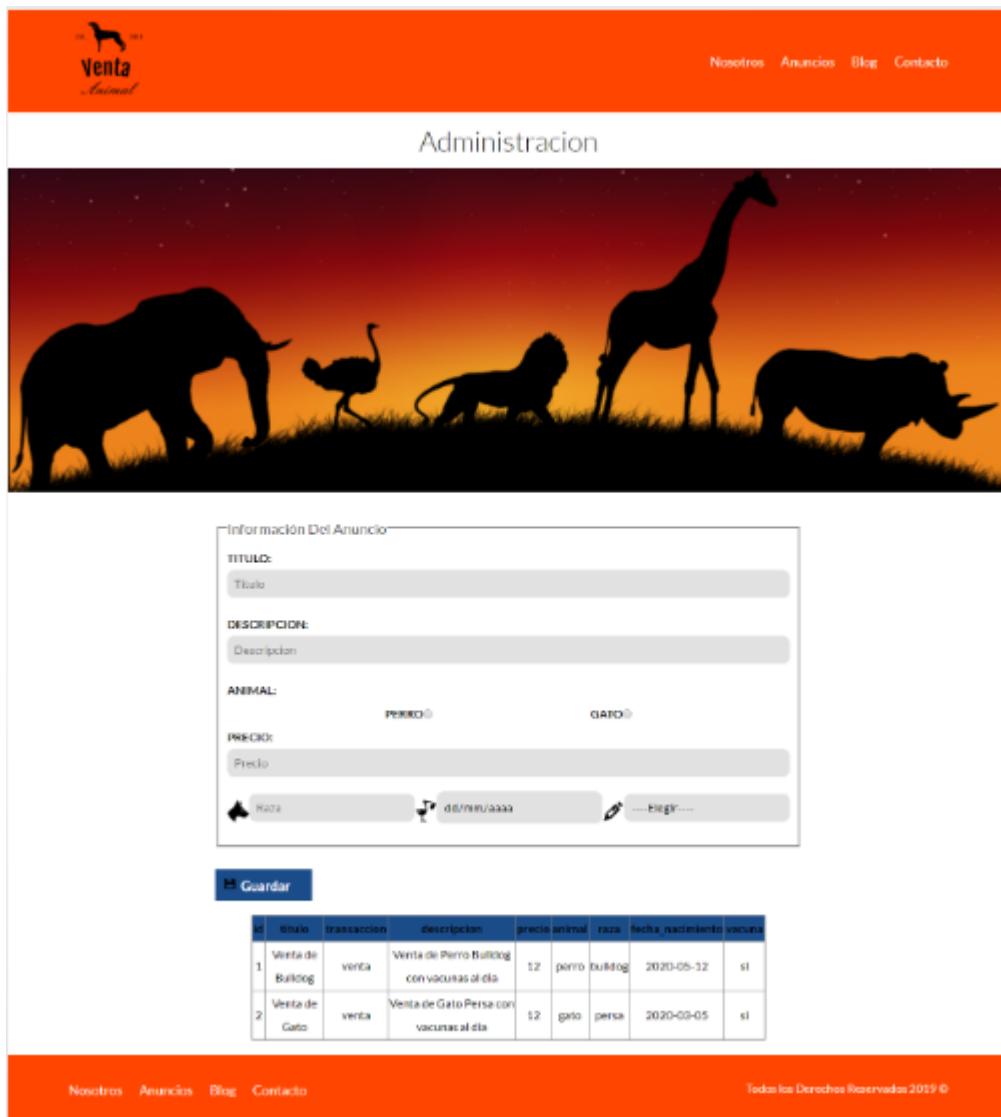 Venta
Animal
Nosotros Anuncios Blog Contacto
Administracion
Información Del Anuncio
TITULO:
Titulo
DESCRIPCION:
Descripcion
ANIMAL:
PERRO GATO
PRECIO:
Precio
Raza dd/mm/aaaa ----Elegir----
Guardar
id titulo transaccion descripcion precio animal raza fecha_nacimiento vacuna
1 Venta de Bulldog venta Venta de Perro Bulldog con vacunas al dia 12 perro bulldog 2020-05-12 si
2 Venta de Gato venta Venta de Gato Persa con vacunas al dia 12 gato persa 2020-03-05 si
Nosotros Anuncios Blog Contacto
Todos los Derechos Reservados 2019 ©